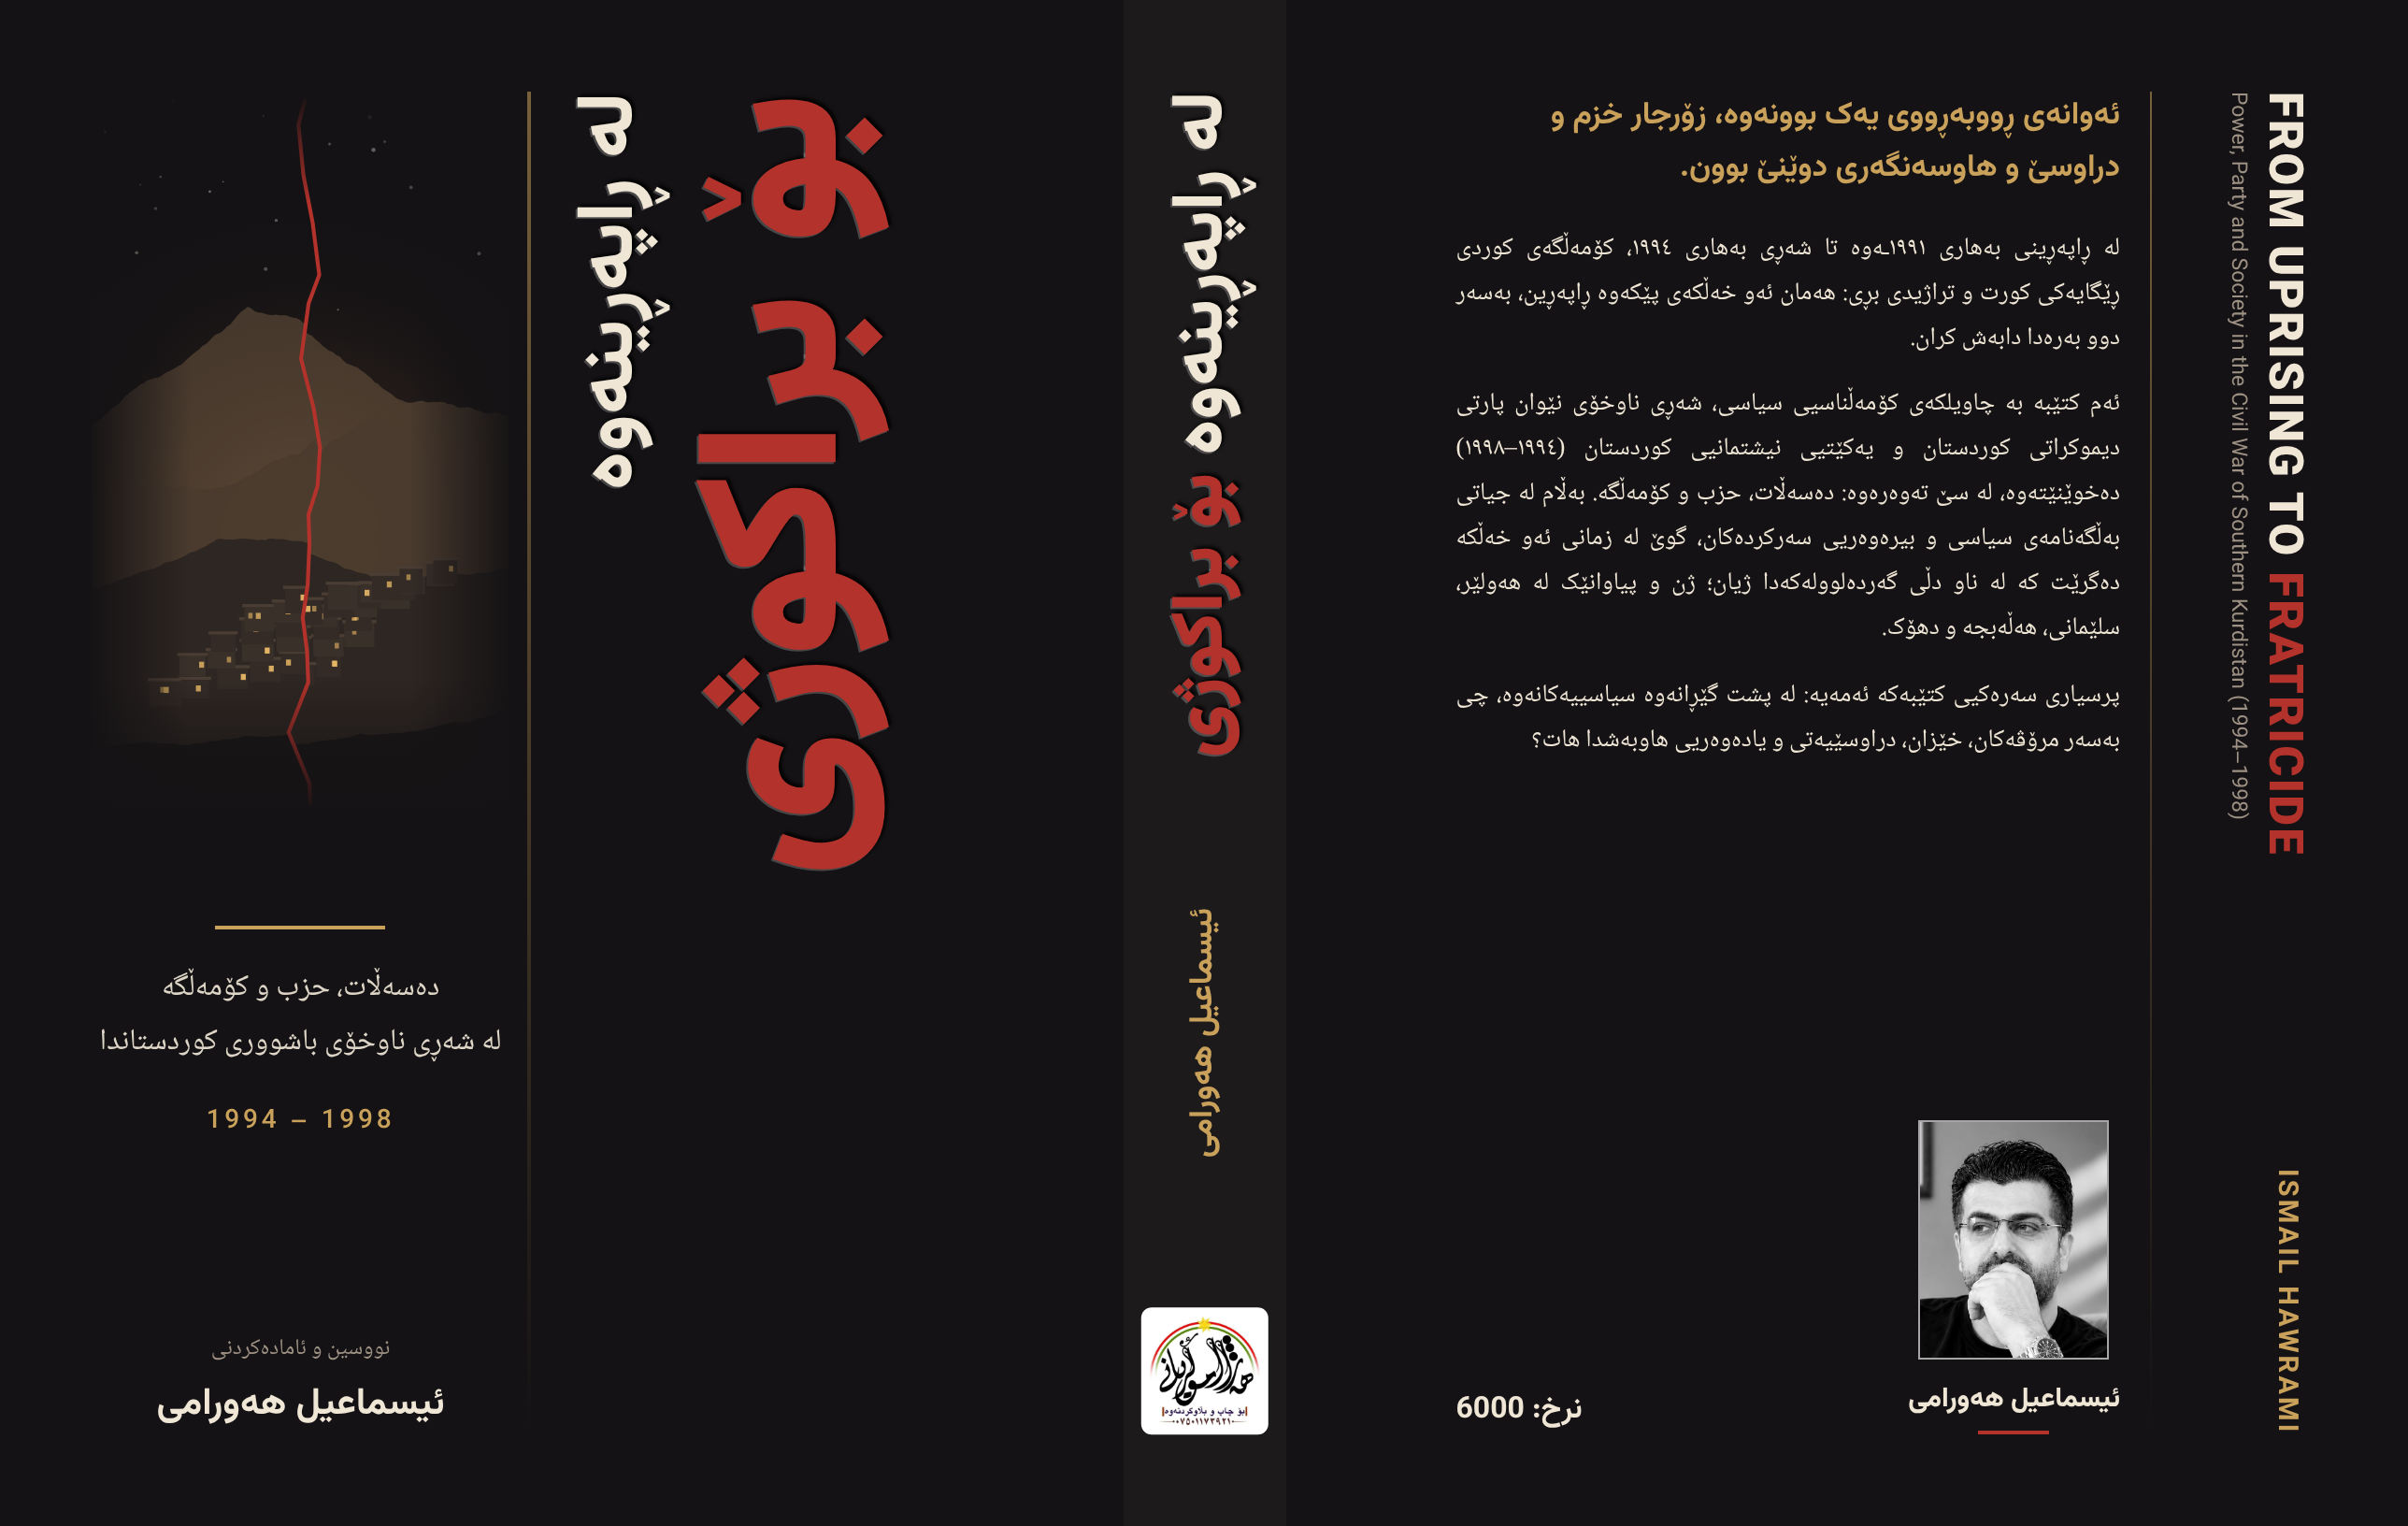 لە ڕاپەڕینەوە
بۆ براکوژی
دەسەڵات، حزب و کۆمەڵگە
لە شەڕی ناوخۆی باشووری کوردستاندا
1994 – 1998
نووسین و ئامادەکردنی
ئیسماعیل هەورامی
لە ڕاپەڕینەوە بۆ براکوژی
ئیسماعیل هەورامی
هەژار سۆرانی
بۆ چاپ و بڵاوکردنەوە
٠٧٥٠١١٧٣٩٢١
ئەوانەی ڕووبەڕووی یەک بوونەوە، زۆرجار خزم و
دراوسێ و هاوسەنگەری دوێنێ بوون.
لە ڕاپەڕینی بەهاری ١٩٩١ـەوە تا شەڕی بەهاری ١٩٩٤، کۆمەڵگەی کوردی
ڕێگایەکی کورت و تراژیدی بڕی: هەمان ئەو خەڵکەی پێکەوە ڕاپەڕین، بەسەر
دوو بەرەدا دابەش کران.
ئەم کتێبە بە چاویلکەی کۆمەڵناسیی سیاسی، شەڕی ناوخۆی نێوان پارتی
دیموکراتی کوردستان و یەکێتیی نیشتمانیی کوردستان (١٩٩٤–١٩٩٨)
دەخوێنێتەوە، لە سێ تەوەرەوە: دەسەڵات، حزب و کۆمەڵگە. بەڵام لە جیاتی
بەڵگەنامەی سیاسی و بیرەوەریی سەرکردەکان، گوێ لە زمانی ئەو خەڵکە
دەگرێت کە لە ناو دڵی گەردەلوولەکەدا ژیان؛ ژن و پیاوانێک لە هەولێر،
سلێمانی، هەڵەبجە و دهۆک.
پرسیاری سەرەکیی کتێبەکە ئەمەیە: لە پشت گێڕانەوە سیاسییەکانەوە، چی
بەسەر مرۆڤەکان، خێزان، دراوسێیەتی و یادەوەریی هاوبەشدا هات؟
ئیسماعیل هەورامی
نرخ: 6000
FROM UPRISING TO FRATRICIDE
Power, Party and Society in the Civil War of Southern Kurdistan (1994–1998)
ISMAIL HAWRAMI